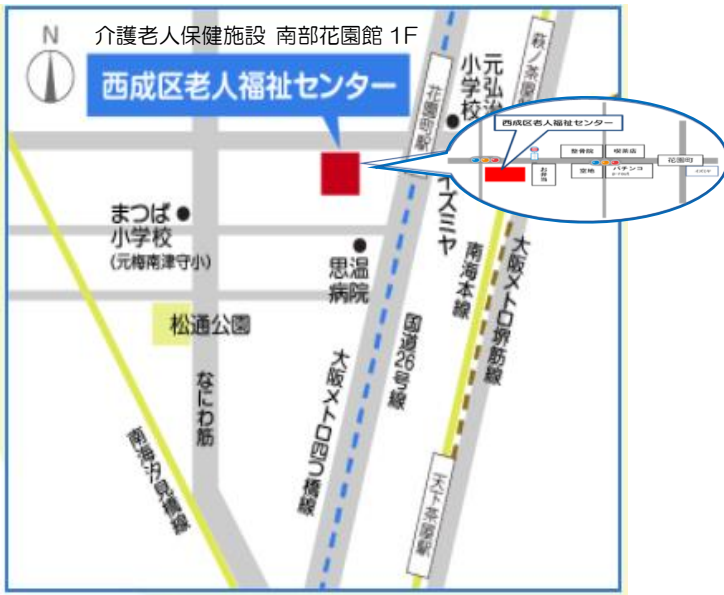 N
介護老人保健施設 南部花園館 1F
西成区老人福祉センター
花園町駅
元弘治
小学校
萩ノ茶屋
西成区老人福祉センター
整骨院
喫茶店
花園町
お弁当
空地
パチンコ
イズミヤ
まつば
小学校
(元梅南津守小)
思温
病院
南海本線
大阪メトロ堺筋線
松通公園
国道26号線
なにわ筋
大阪メトロ四つ橋線
南海汐見橋線
天下茶屋駅